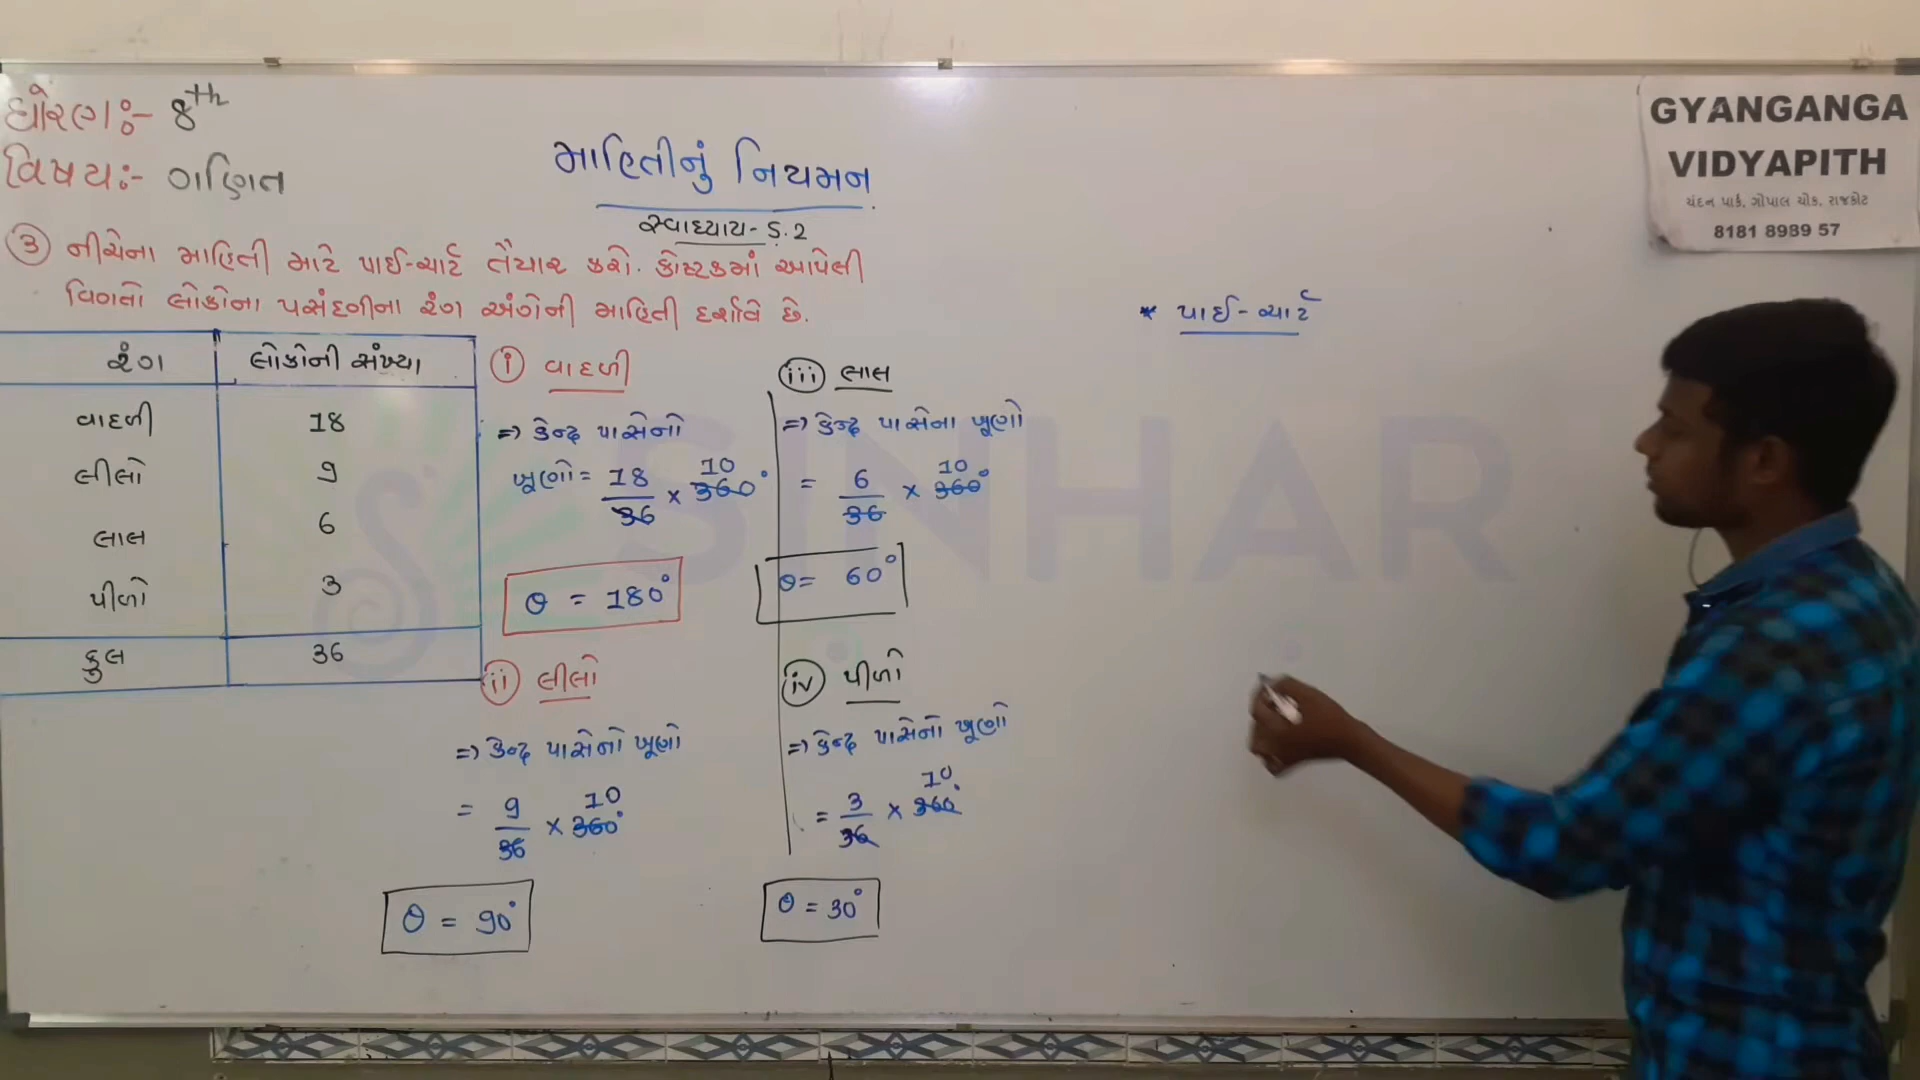 ધોરણ:- 8th
વિષય:- ગણિત
માહિતીનું નિયમન
સ્વાધ્યાય- 5.2
③ નીચેના માહિતી માટે પાઈ-ચાર્ટ તૈયાર કરો. કોષ્ટકમાં આપેલી
વિગતો લોકોના પસંદગીના રંગ અંગેની માહિતી દર્શાવે છે.
રંગ લોકોની સંખ્યા
વાદળી 18
લીલો 9
લાલ 6
પીળો 3
કુલ 36
(i) વાદળી
⇒ કેન્દ્ર પાસેનો
ખૂણો = 18/36 × 360° 10
θ = 180°
(ii) લીલો
⇒ કેન્દ્ર પાસેનો ખૂણો
= 9/36 × 360° 10
θ = 90°
(iii) લાલ
⇒ કેન્દ્ર પાસેના ખૂણો
= 6/36 × 360° 10
θ = 60°
(iv) પીળો
⇒ કેન્દ્ર પાસેનો ખૂણો
= 3/36 × 360° 10
θ = 30°
* પાઈ-ચાર્ટ
GYANGANGA
VIDYAPITH
ચંદન પાર્ક, ગોપાલ ચોક, રાજકોટ
8181 8989 57
SINHAR